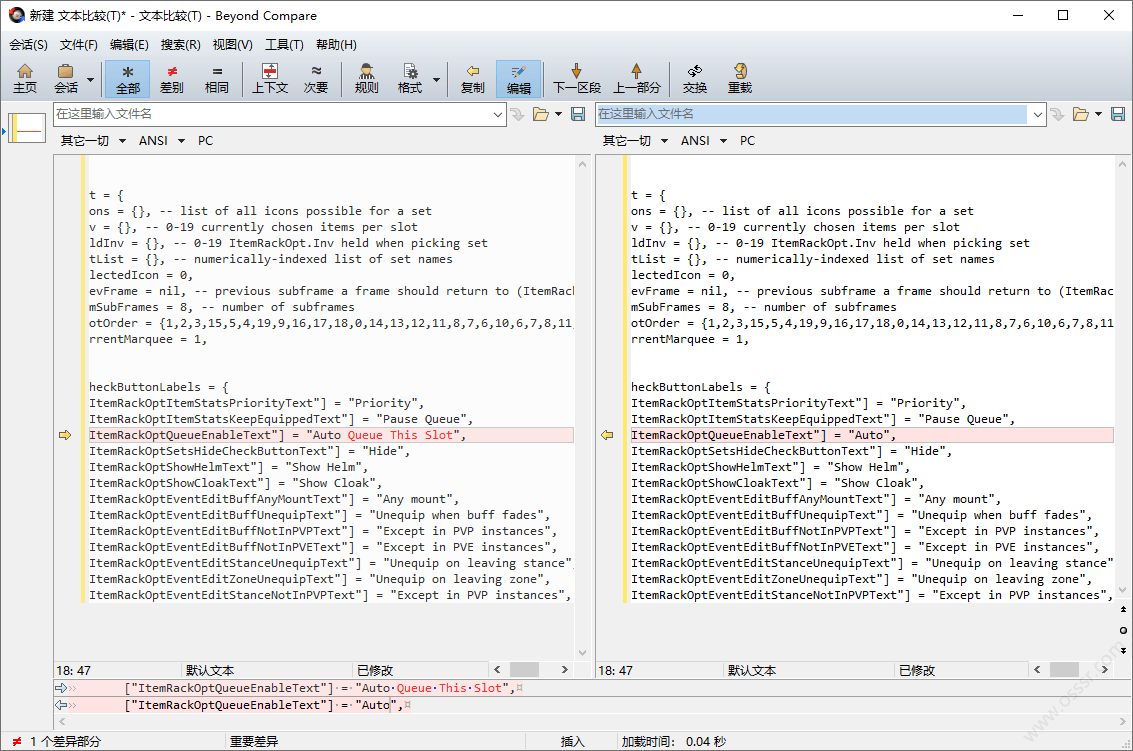 新建 文本比较(T)* - 文本比较(T) - Beyond Compare
会话(S) 文件(F) 编辑(E) 搜索(R) 视图(V) 工具(T) 帮助(H)
主页 会话 全部 差别 相同 上下文 次要 规则 格式 复制 编辑 下一区段 上一部分 交换 重载
在这里输入文件名 在这里输入文件名
其它一切 ANSI PC 其它一切 ANSI PC
t = {
ons = {}, -- list of all icons possible for a set
v = {}, -- 0-19 currently chosen items per slot
ldInv = {}, -- 0-19 ItemRackOpt.Inv held when picking set
tList = {}, -- numerically-indexed list of set names
lectedIcon = 0,
evFrame = nil, -- previous subframe a frame should return to (ItemRac
mSubFrames = 8, -- number of subframes
otOrder = {1,2,3,15,5,4,19,9,16,17,18,0,14,13,12,11,8,7,6,10,6,7,8,11,
rrentMarquee = 1,
heckButtonLabels = {
ItemRackOptItemStatsPriorityText"] = "Priority",
ItemRackOptItemStatsKeepEquippedText"] = "Pause Queue",
ItemRackOptQueueEnableText"] = "Auto Queue This Slot",
ItemRackOptSetsHideCheckButtonText"] = "Hide",
ItemRackOptShowHelmText"] = "Show Helm",
ItemRackOptShowCloakText"] = "Show Cloak",
ItemRackOptEventEditBuffAnyMountText"] = "Any mount",
ItemRackOptEventEditBuffUnequipText"] = "Unequip when buff fades",
ItemRackOptEventEditBuffNotInPVPText"] = "Except in PVP instances",
ItemRackOptEventEditBuffNotInPVEText"] = "Except in PVE instances",
ItemRackOptEventEditStanceUnequipText"] = "Unequip on leaving stance"
ItemRackOptEventEditZoneUnequipText"] = "Unequip on leaving zone",
ItemRackOptEventEditStanceNotInPVPText"] = "Except in PVP instances",
t = {
ons = {}, -- list of all icons possible for a set
v = {}, -- 0-19 currently chosen items per slot
ldInv = {}, -- 0-19 ItemRackOpt.Inv held when picking set
tList = {}, -- numerically-indexed list of set names
lectedIcon = 0,
evFrame = nil, -- previous subframe a frame should return to (ItemRac
mSubFrames = 8, -- number of subframes
otOrder = {1,2,3,15,5,4,19,9,16,17,18,0,14,13,12,11,8,7,6,10,6,7,8,11
rrentMarquee = 1,
heckButtonLabels = {
ItemRackOptItemStatsPriorityText"] = "Priority",
ItemRackOptItemStatsKeepEquippedText"] = "Pause Queue",
ItemRackOptQueueEnableText"] = "Auto",
ItemRackOptSetsHideCheckButtonText"] = "Hide",
ItemRackOptShowHelmText"] = "Show Helm",
ItemRackOptShowCloakText"] = "Show Cloak",
ItemRackOptEventEditBuffAnyMountText"] = "Any mount",
ItemRackOptEventEditBuffUnequipText"] = "Unequip when buff fades",
ItemRackOptEventEditBuffNotInPVPText"] = "Except in PVP instances",
ItemRackOptEventEditBuffNotInPVEText"] = "Except in PVE instances",
ItemRackOptEventEditStanceUnequipText"] = "Unequip on leaving stance"
ItemRackOptEventEditZoneUnequipText"] = "Unequip on leaving zone",
ItemRackOptEventEditStanceNotInPVPText"] = "Except in PVP instances",
18: 47 默认文本 已修改 18: 47 默认文本 已修改
["ItemRackOptQueueEnableText"]·=·"Auto·Queue·This·Slot",¤
["ItemRackOptQueueEnableText"]·=·"Auto",¤
1 个差异部分 重要差异 插入 加载时间: 0.04 秒
www.osssr.com